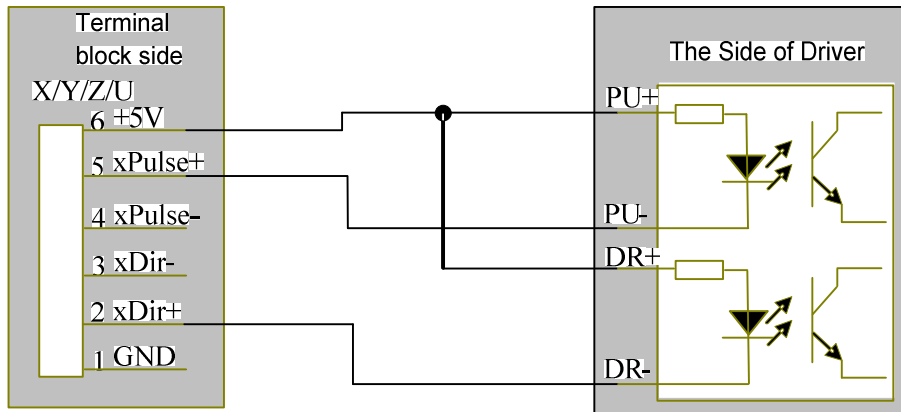 Terminal
block side
X/Y/Z/U
6 +5V
5 xPulse+
4 xPulse-
3 xDir-
2 xDir+
1 GND
The Side of Driver
PU+
PU-
DR+
DR-